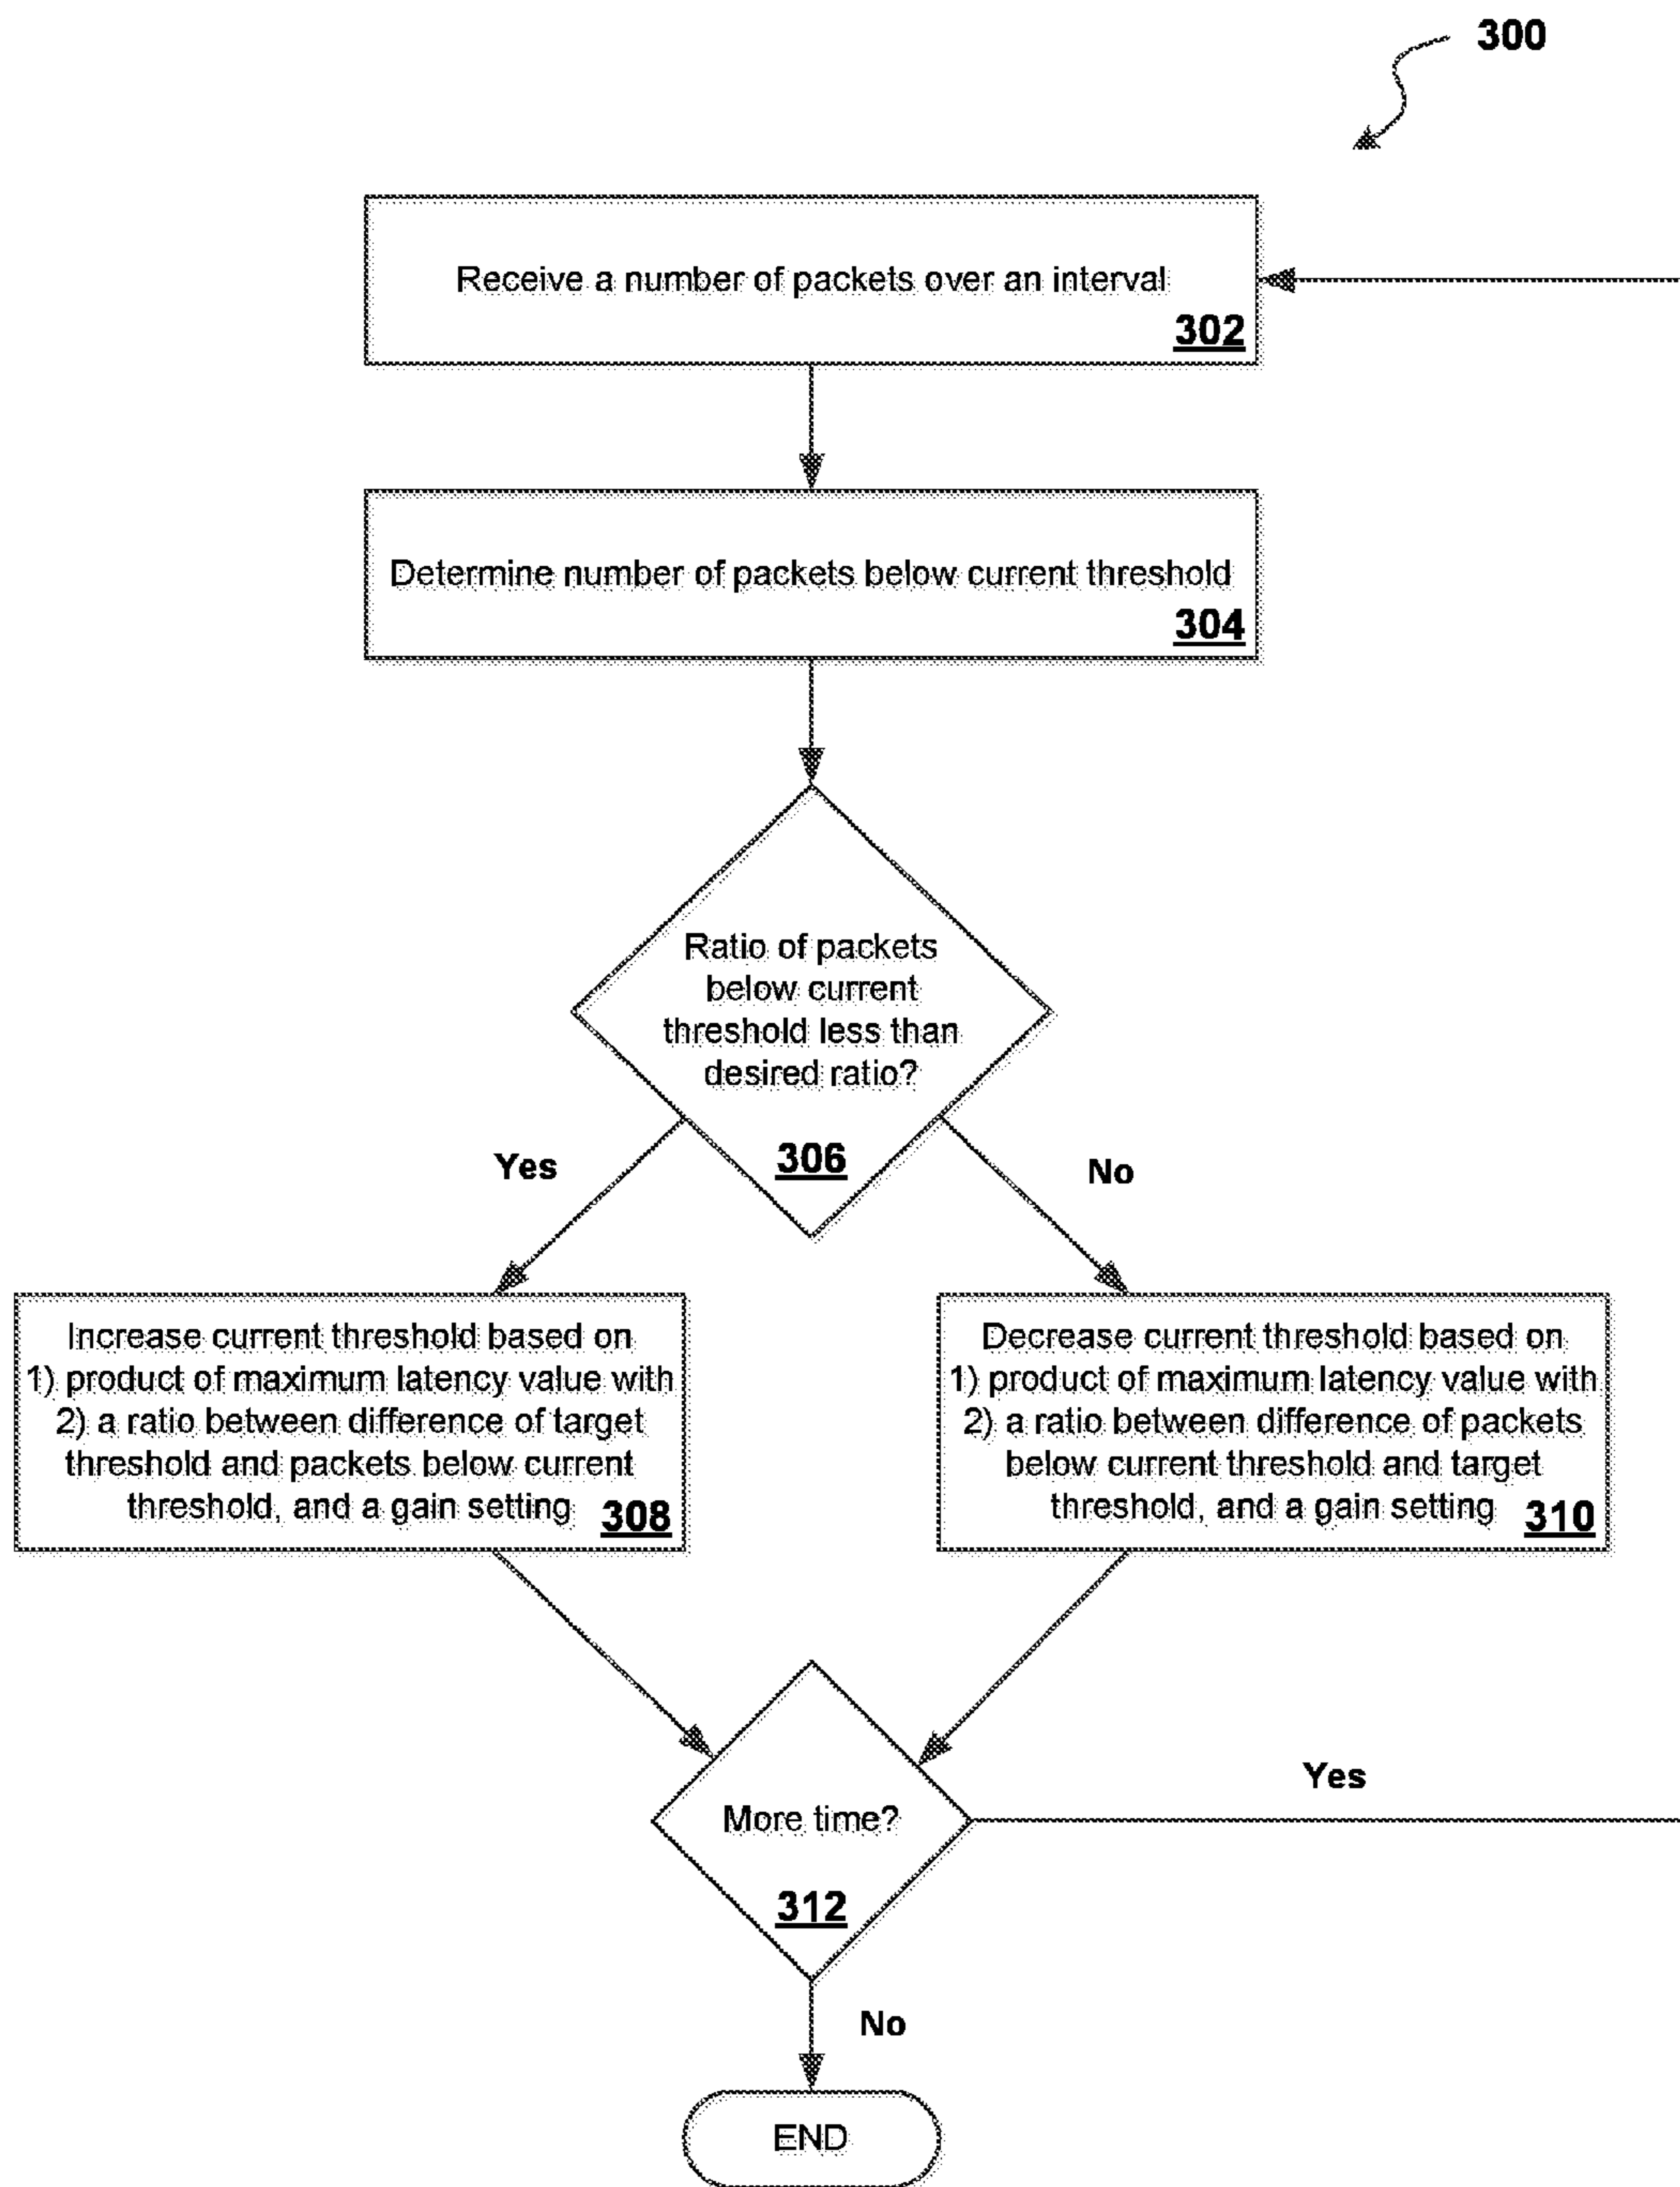 300
Receive a number of packets over an interval
302
Determine number of packets below current threshold
304
Ratio of packets
below current
threshold less than
desired ratio?
306
Yes
No
Increase current threshold based on
1) product of maximum latency value with
2) a ratio between difference of target
threshold and packets below current
threshold, and a gain setting
308
Decrease current threshold based on
1) product of maximum latency value with
2) a ratio between difference of packets
below current threshold and target
threshold, and a gain setting
310
More time?
312
Yes
No
END